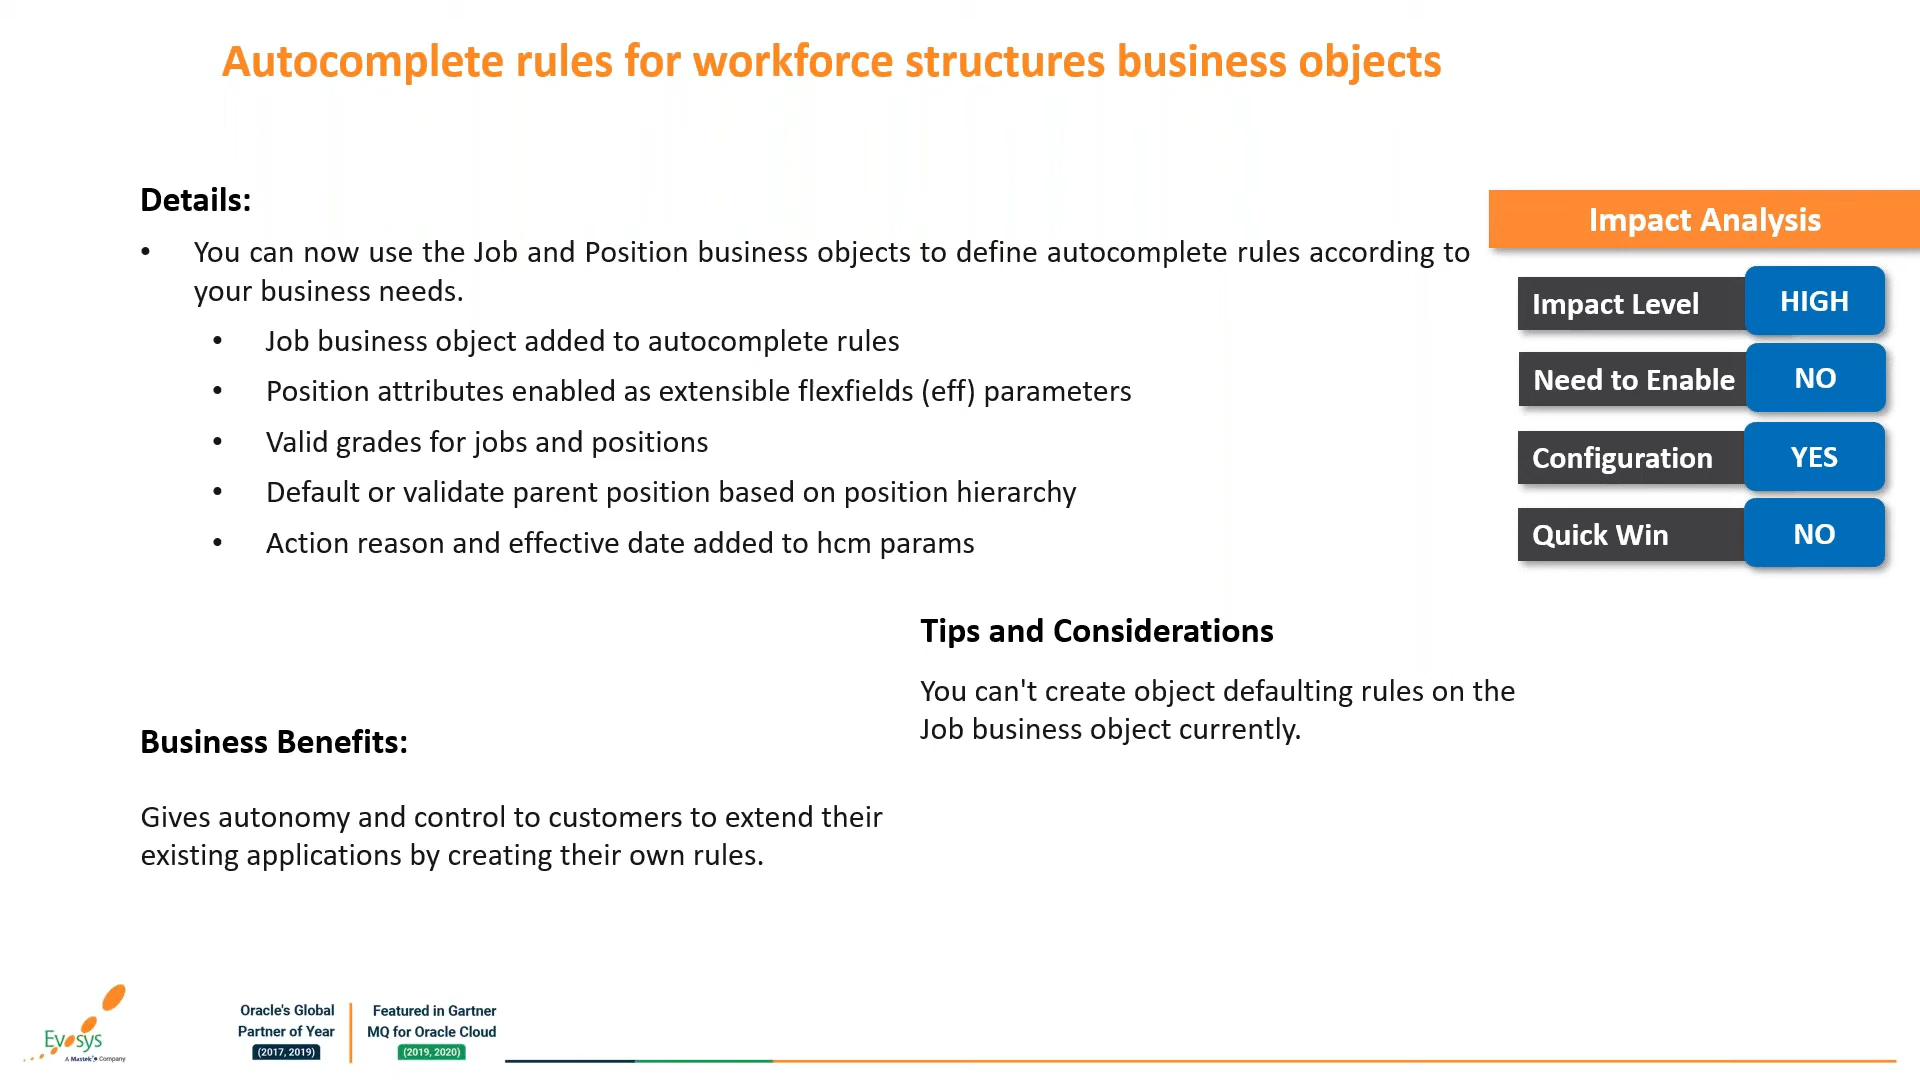 Autocomplete rules for workforce structures business objects
Details:
• You can now use the Job and Position business objects to define autocomplete rules according to
your business needs.
• Job business object added to autocomplete rules
• Position attributes enabled as extensible flexfields (eff) parameters
• Valid grades for jobs and positions
• Default or validate parent position based on position hierarchy
• Action reason and effective date added to hcm params
Impact Analysis
Impact Level HIGH
Need to Enable NO
Configuration YES
Quick Win NO
Tips and Considerations
You can't create object defaulting rules on the
Job business object currently.
Business Benefits:
Gives autonomy and control to customers to extend their
existing applications by creating their own rules.
Evosys
A Mastek Company
Oracle's Global
Partner of Year
(2017, 2019)
Featured in Gartner
MQ for Oracle Cloud
(2019, 2020)